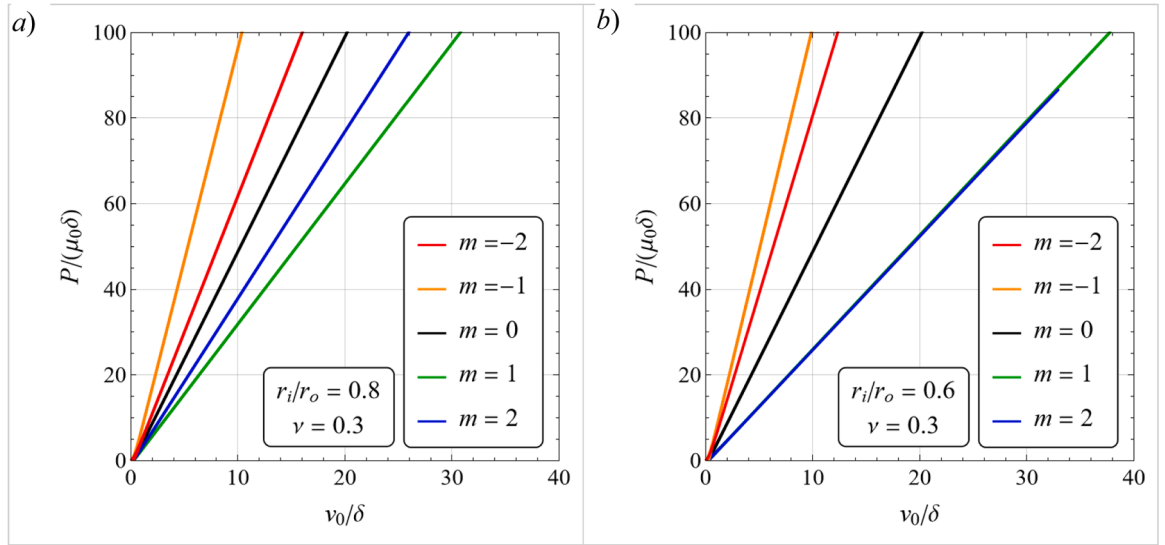 a)
100
80
60
40
20
0
P/(μ₀δ)
0 10 20 30 40
v₀/δ
m = -2
m = -1
m = 0
m = 1
m = 2
rᵢ/rₒ = 0.8
ν = 0.3
b)
100
80
60
40
20
0
P/(μ₀δ)
0 10 20 30 40
v₀/δ
m = -2
m = -1
m = 0
m = 1
m = 2
rᵢ/rₒ = 0.6
ν = 0.3